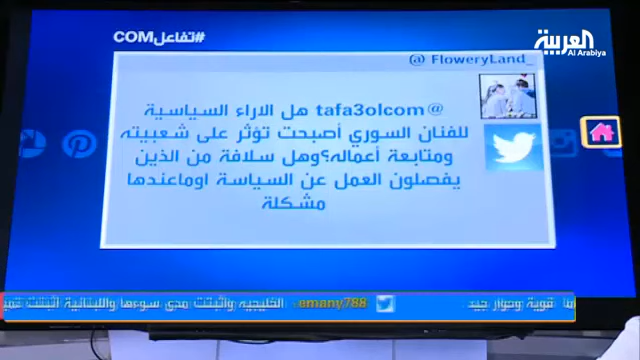 #تفاعلCOM
العربية
Al Arabiya
@ FloweryLand_
@tafa3olcom هل الاراء السياسية
للفنان السوري أصبحت تؤثر على شعبيته
ومتابعة أعماله؟وهل سلافة من الذين
يفصلون العمل عن السياسة اوماعندها
مشكلة
اما قوية وحوار جيد
emany788 الخليجيه واثبتت مدى سوءها واللبنانية اثبتت